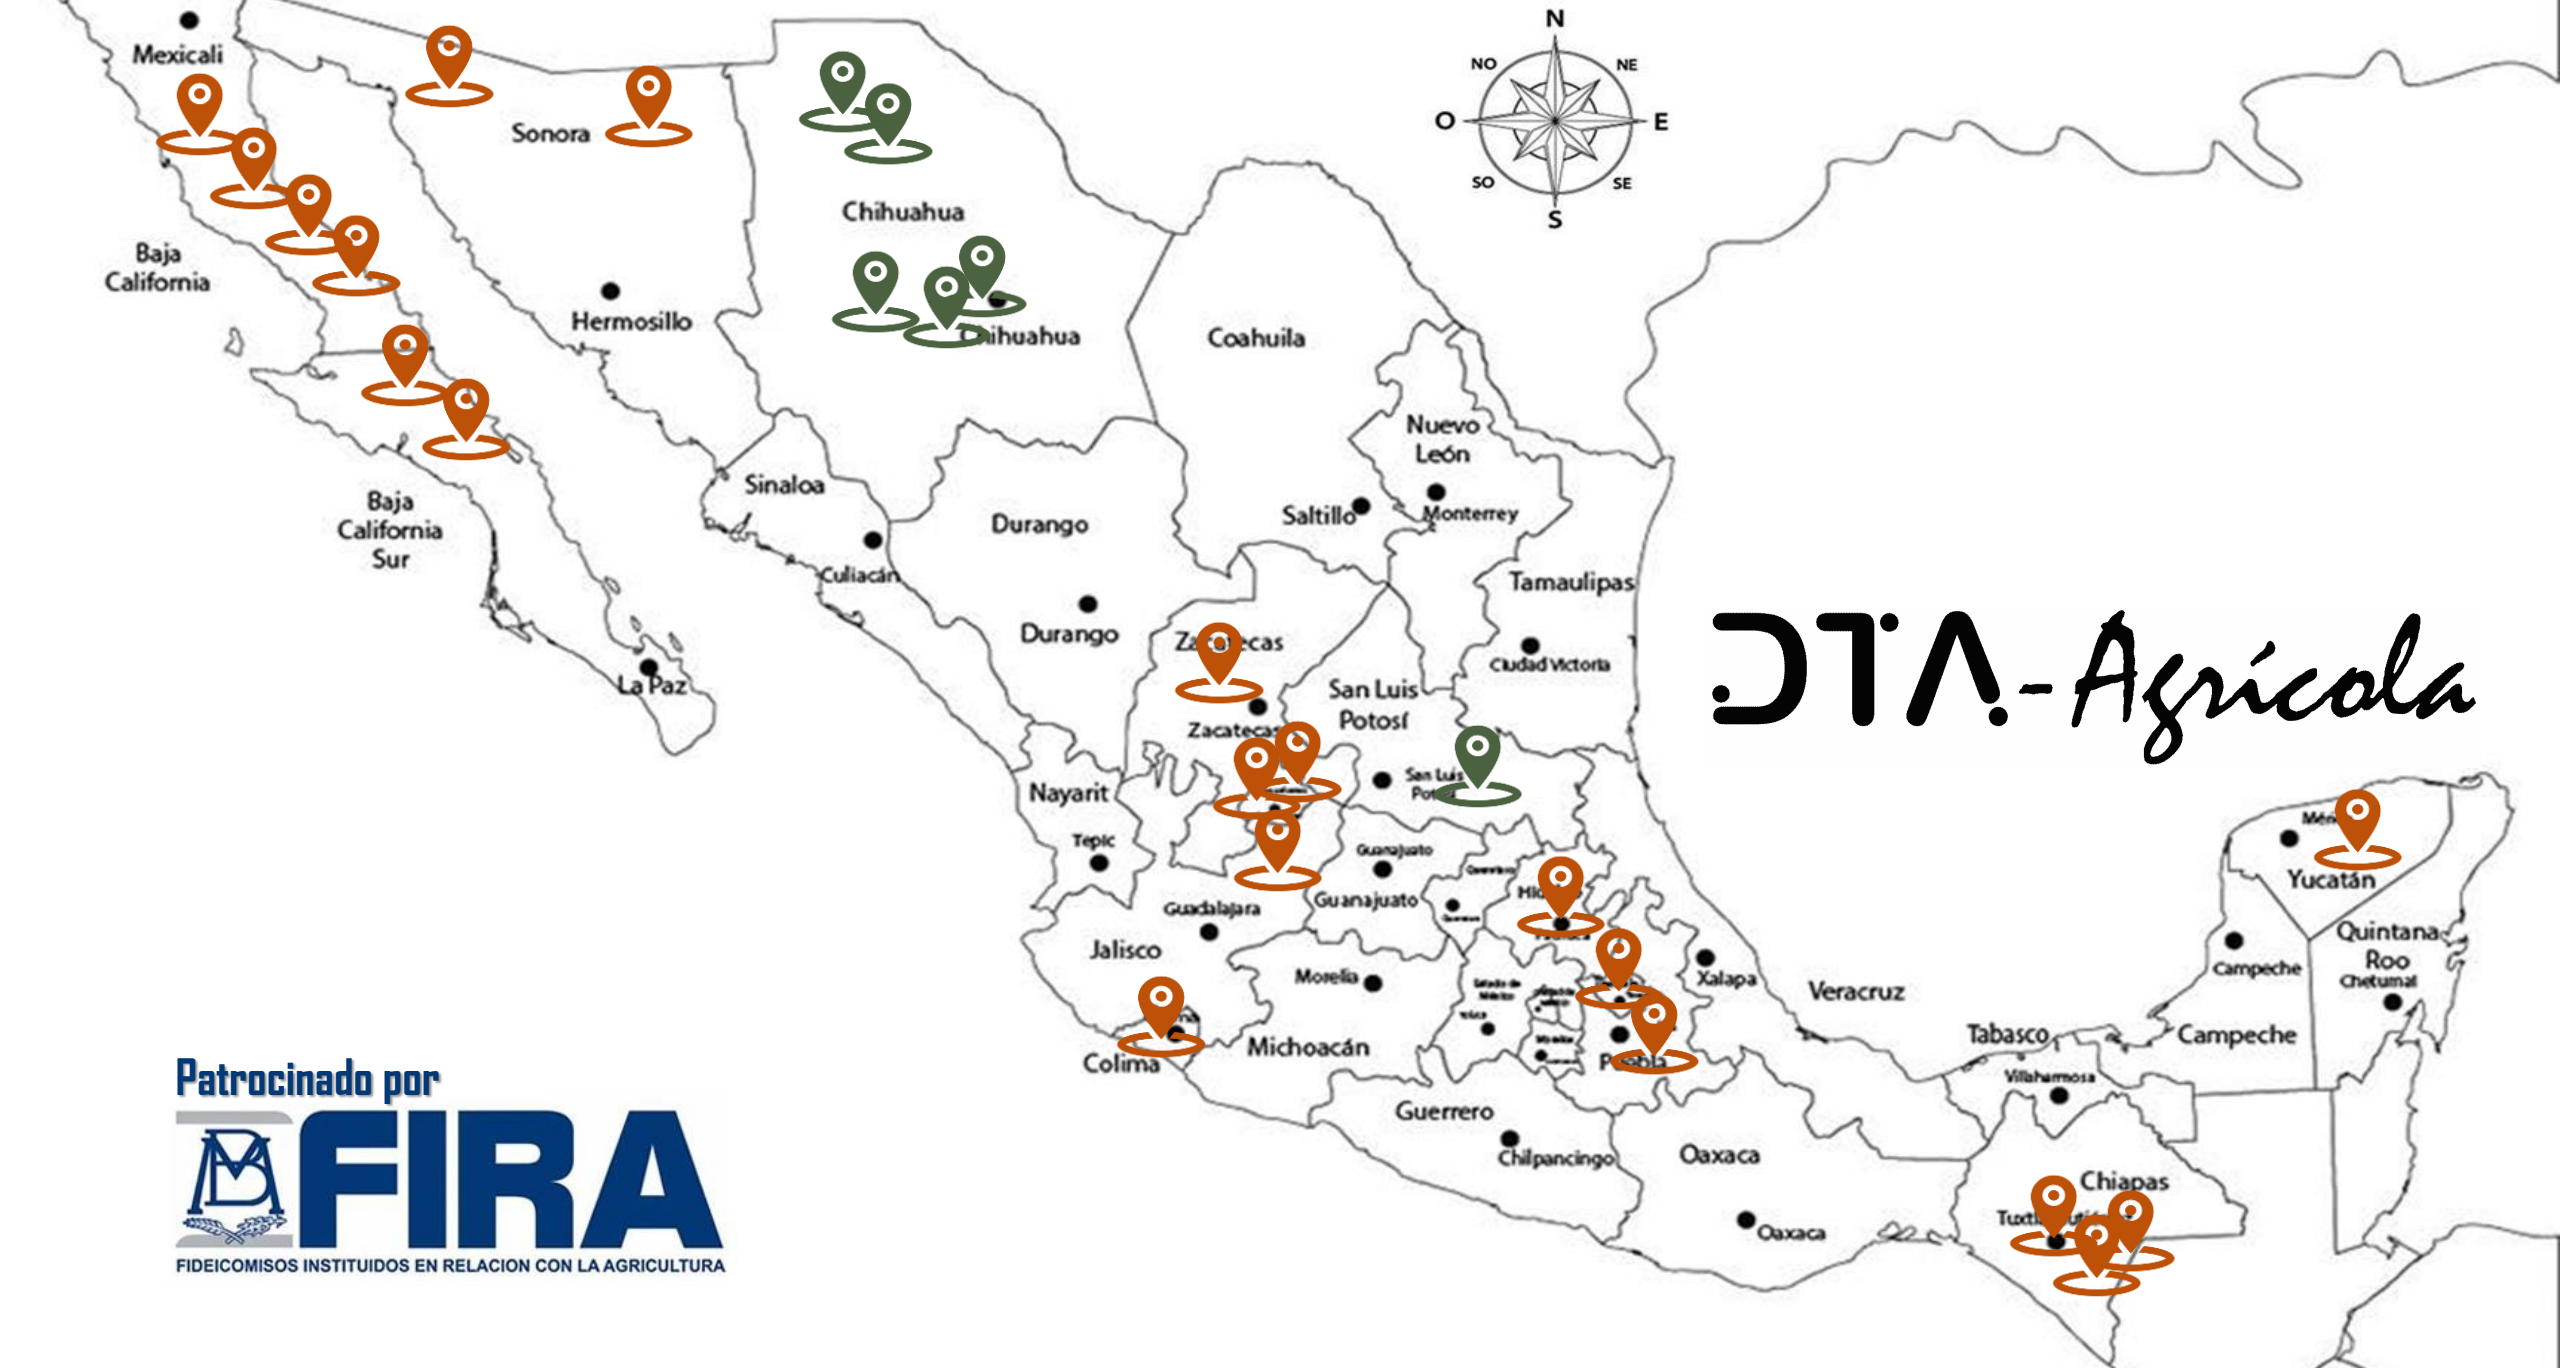 N
NO
NE
O
E
SO
SE
S
Mexicali
Sonora
Chihuahua
Baja
California
Hermosillo
Coahuila
Nuevo
León
Monterrey
Saltillo
Sinaloa
Culiacán
Durango
Durango
Baja
California
Sur
La Paz
Tamaulipas
Ciudad Victoria
Zacatecas
San Luis
Potosí
San Luis
Nayarit
Tepic
Guanajuato
Guanajuato
Guadalajara
Jalisco
Morelia
Michoacán
Colima
Xalapa
Veracruz
Puebla
Guerrero
Chilpancingo
Oaxaca
Oaxaca
Tabasco
Villahermosa
Chiapas
Yucatán
Quintana
Roo
Chetumal
Campeche
Campeche
DTA-Agrícola
Patrocinado por
FIRA
FIDEICOMISOS INSTITUIDOS EN RELACION CON LA AGRICULTURA